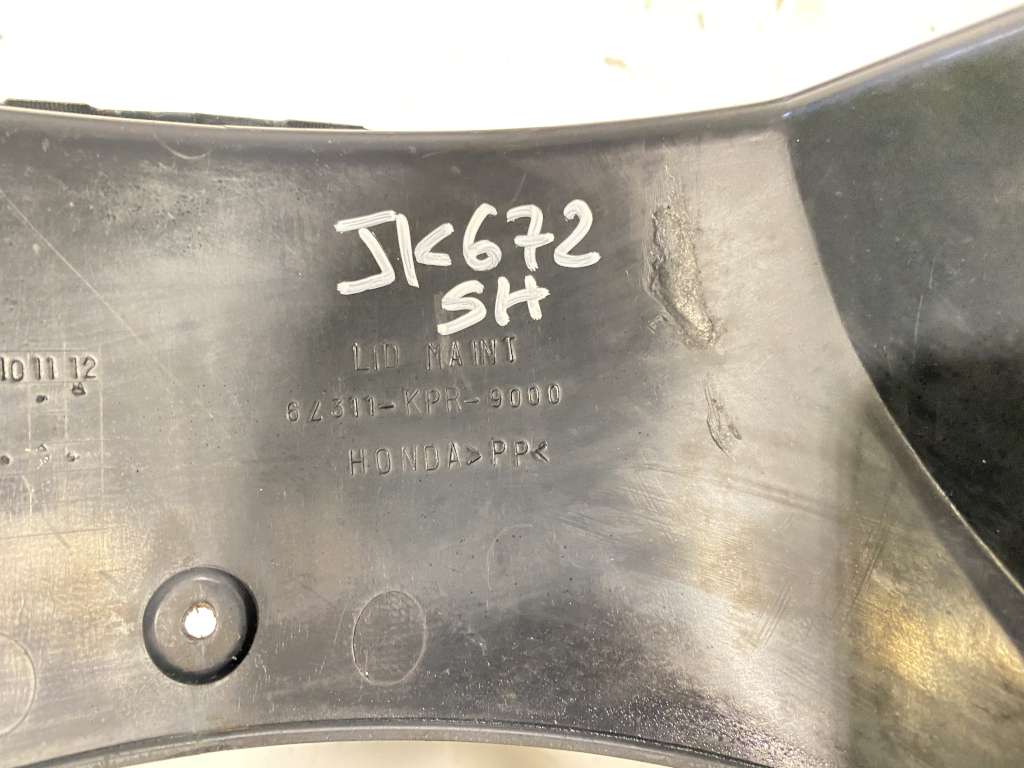 JK672
SH
LID MAINT
10 11 12
64311-KPR-9000
HONDA >PP<